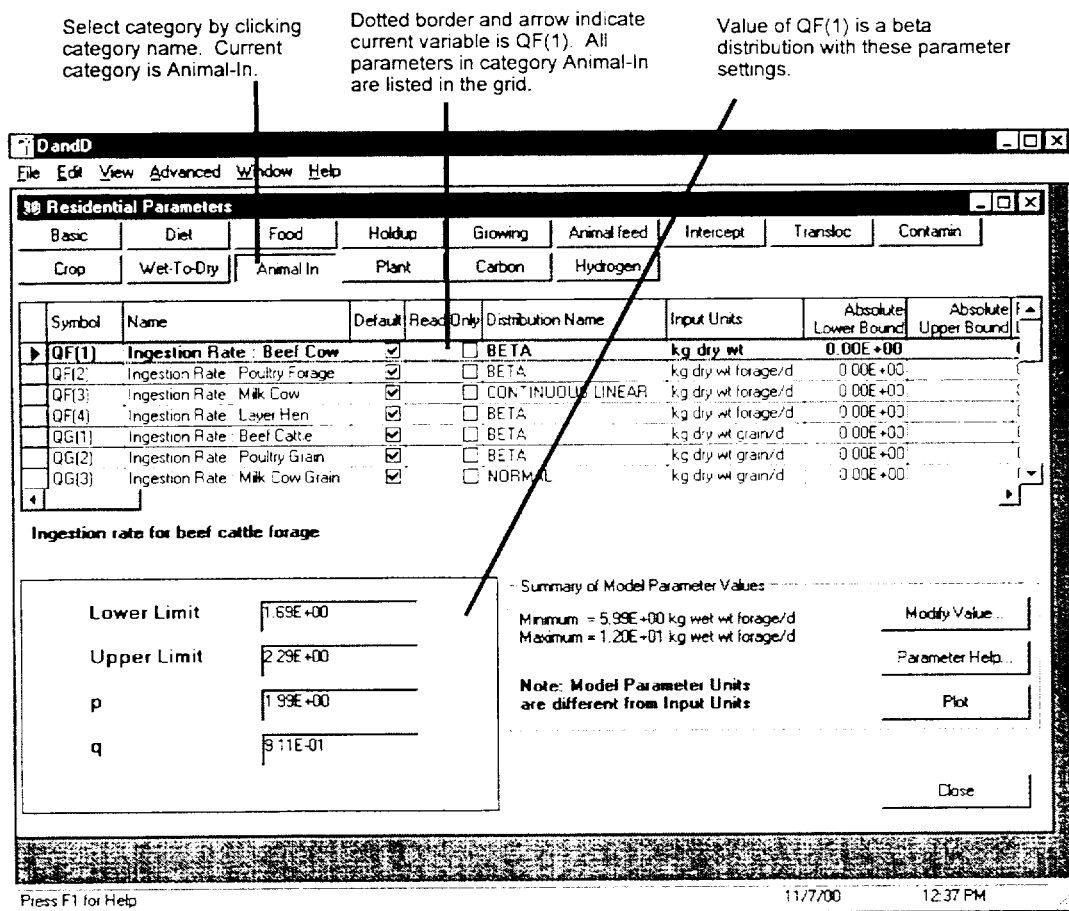 Select category by clicking
category name. Current
category is Animal-In.
Dotted border and arrow indicate
current variable is QF(1). All
parameters in category Animal-In
are listed in the grid.
Value of QF(1) is a beta
distribution with these parameter
settings.
DandD
File Edit View Advanced Window Help
Residential Parameters
Basic Diet Food Holdup Growing Animal feed Intercept Transloc Contamin
Crop Wet-To-Dry Animal In Plant Carbon Hydrogen
Symbol Name Default Read Only Distribution Name Input Units Absolute Lower Bound Absolute Upper Bound
QF(1) Ingestion Rate : Beef Cow BETA kg dry wt 0.00E+00
QF(2) Ingestion Rate : Poultry Forage BETA kg dry wt forage/d 0.00E+00
QF(3) Ingestion Rate : Milk Cow CONTINUOUS LINEAR kg dry wt forage/d 0.00E+00
QF(4) Ingestion Rate : Layer Hen BETA kg dry wt forage/d 0.00E+00
QG(1) Ingestion Rate : Beef Cattle BETA kg dry wt grain/d 0.00E+00
QG(2) Ingestion Rate : Poultry Grain BETA kg dry wt grain/d 0.00E+00
QG(3) Ingestion Rate : Milk Cow Grain NORMAL kg dry wt grain/d 0.00E+00
Ingestion rate for beef cattle forage
Lower Limit 1.69E+00
Upper Limit 2.29E+00
p 1.99E+00
q 9.11E-01
Summary of Model Parameter Values
Minimum = 5.99E+00 kg wet wt forage/d
Maximum = 1.20E+01 kg wet wt forage/d
Note: Model Parameter Units
are different from Input Units
Modify Value...
Parameter Help...
Plot
Close
Press F1 for Help 11/7/00 12:37 PM